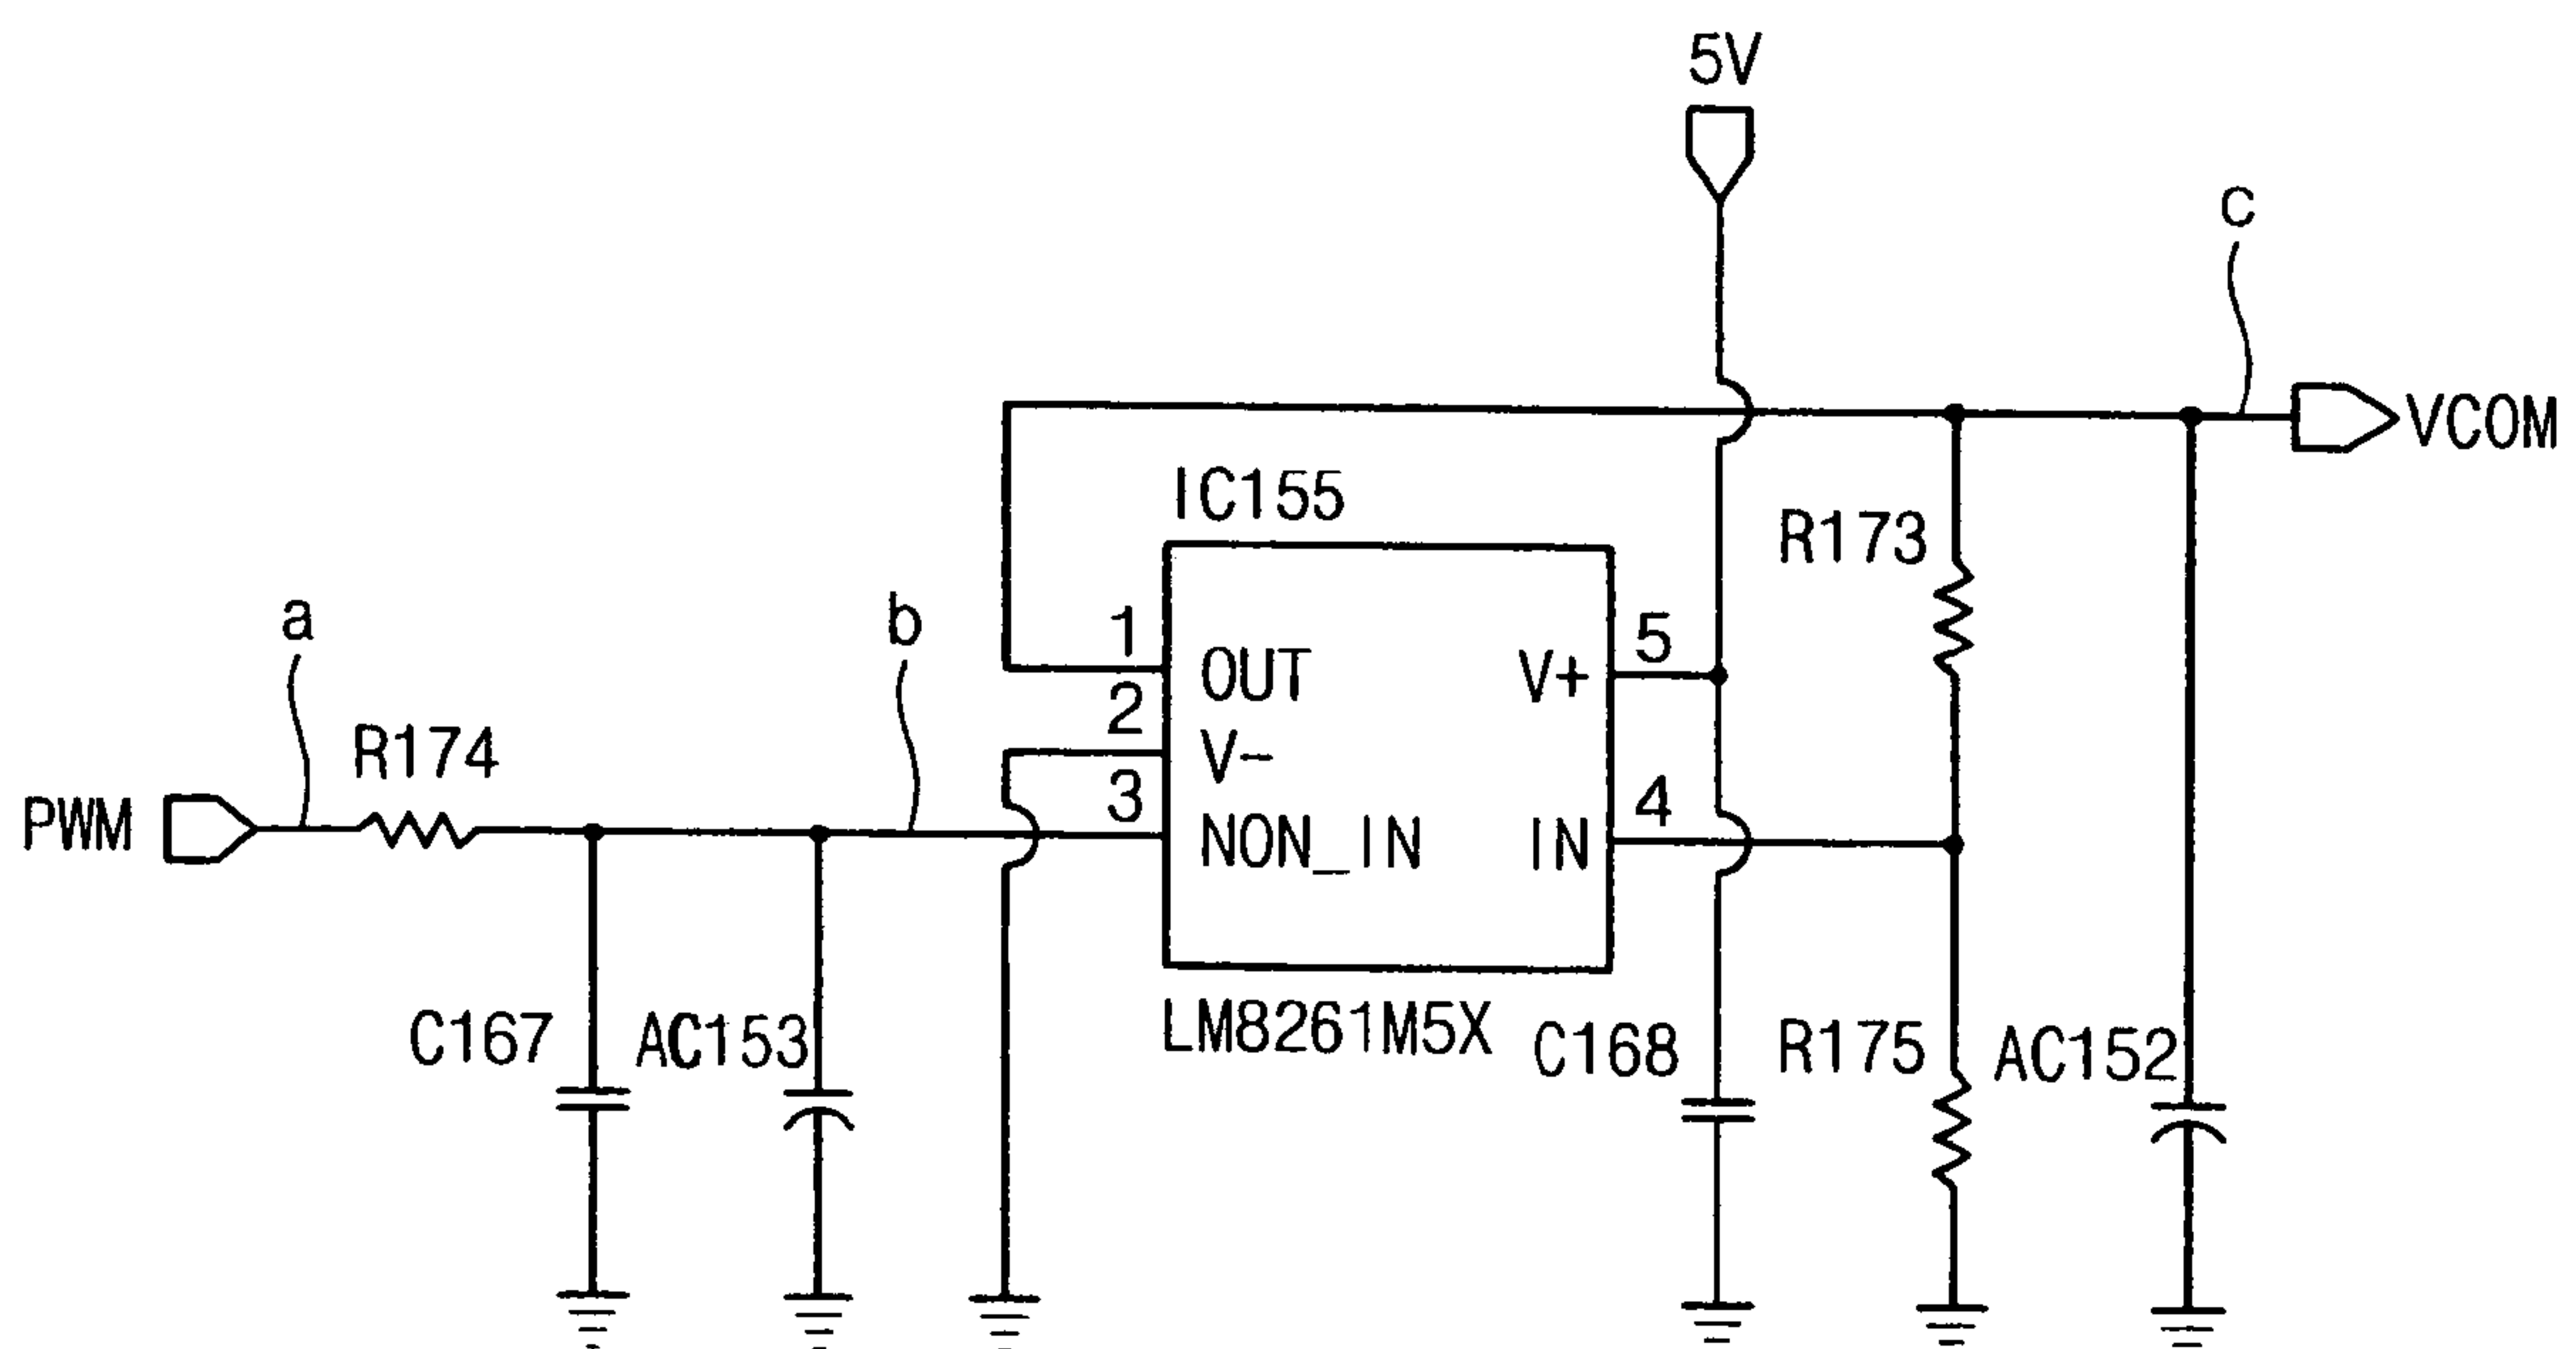 5V
c
VCOM
IC155
R173
a
b
1
OUT
V+
5
2
R174
V-
3
4
PWM
NON_IN
IN
C167
AC153
LM8261M5X
C168
R175
AC152